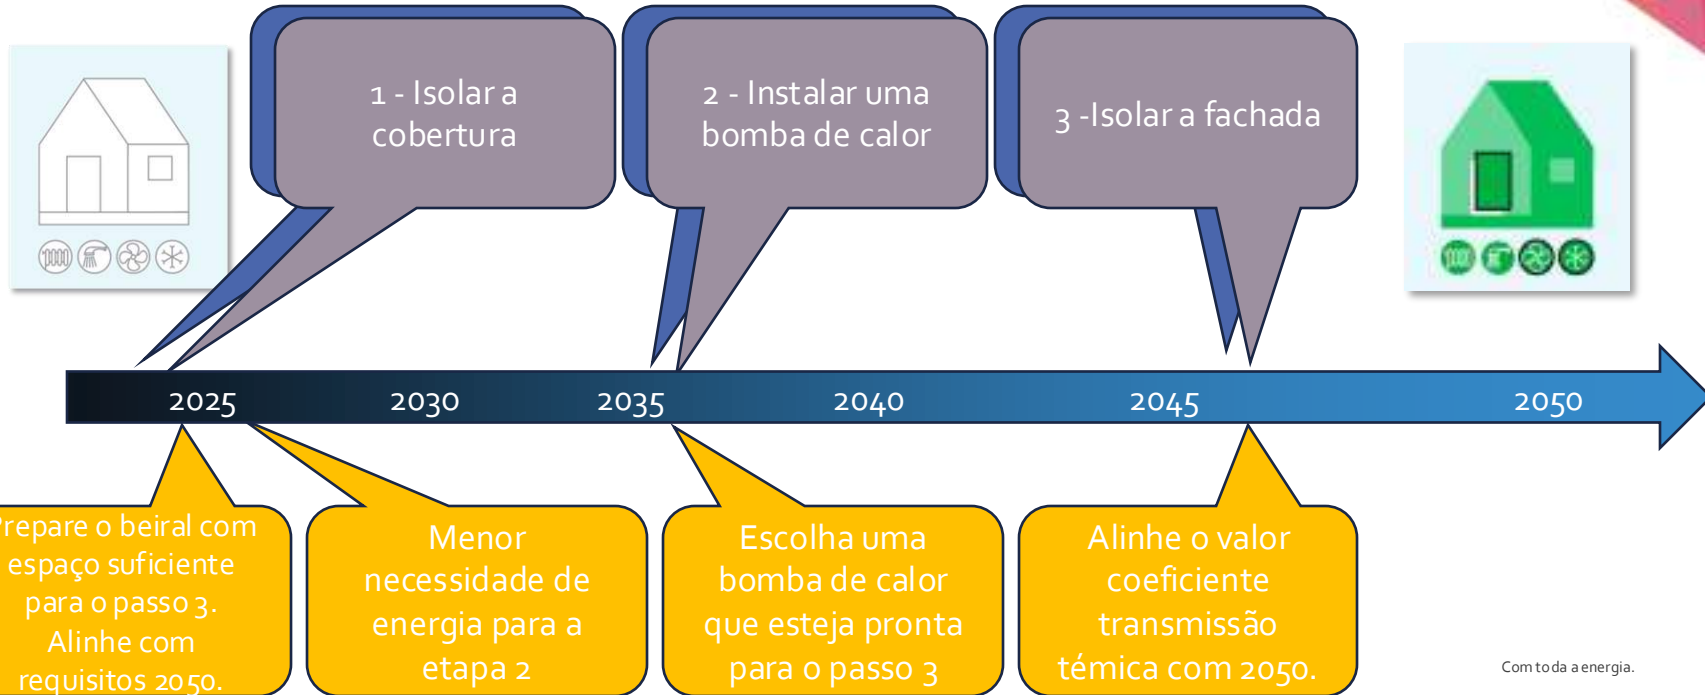 1 - Isolar a
cobertura
2 - Instalar uma
bomba de calor
3 -Isolar a fachada
2025
2030
2035
2040
2045
2050
Prepare o beiral com
espaço suficiente
para o passo 3.
Alinhe com
requisitos 2050.
Menor
necessidade de
energia para a
etapa 2
Escolha uma
bomba de calor
que esteja pronta
para o passo 3
Alinhe o valor
coeficiente
transmissão
témica com 2050.
Com toda a energia.